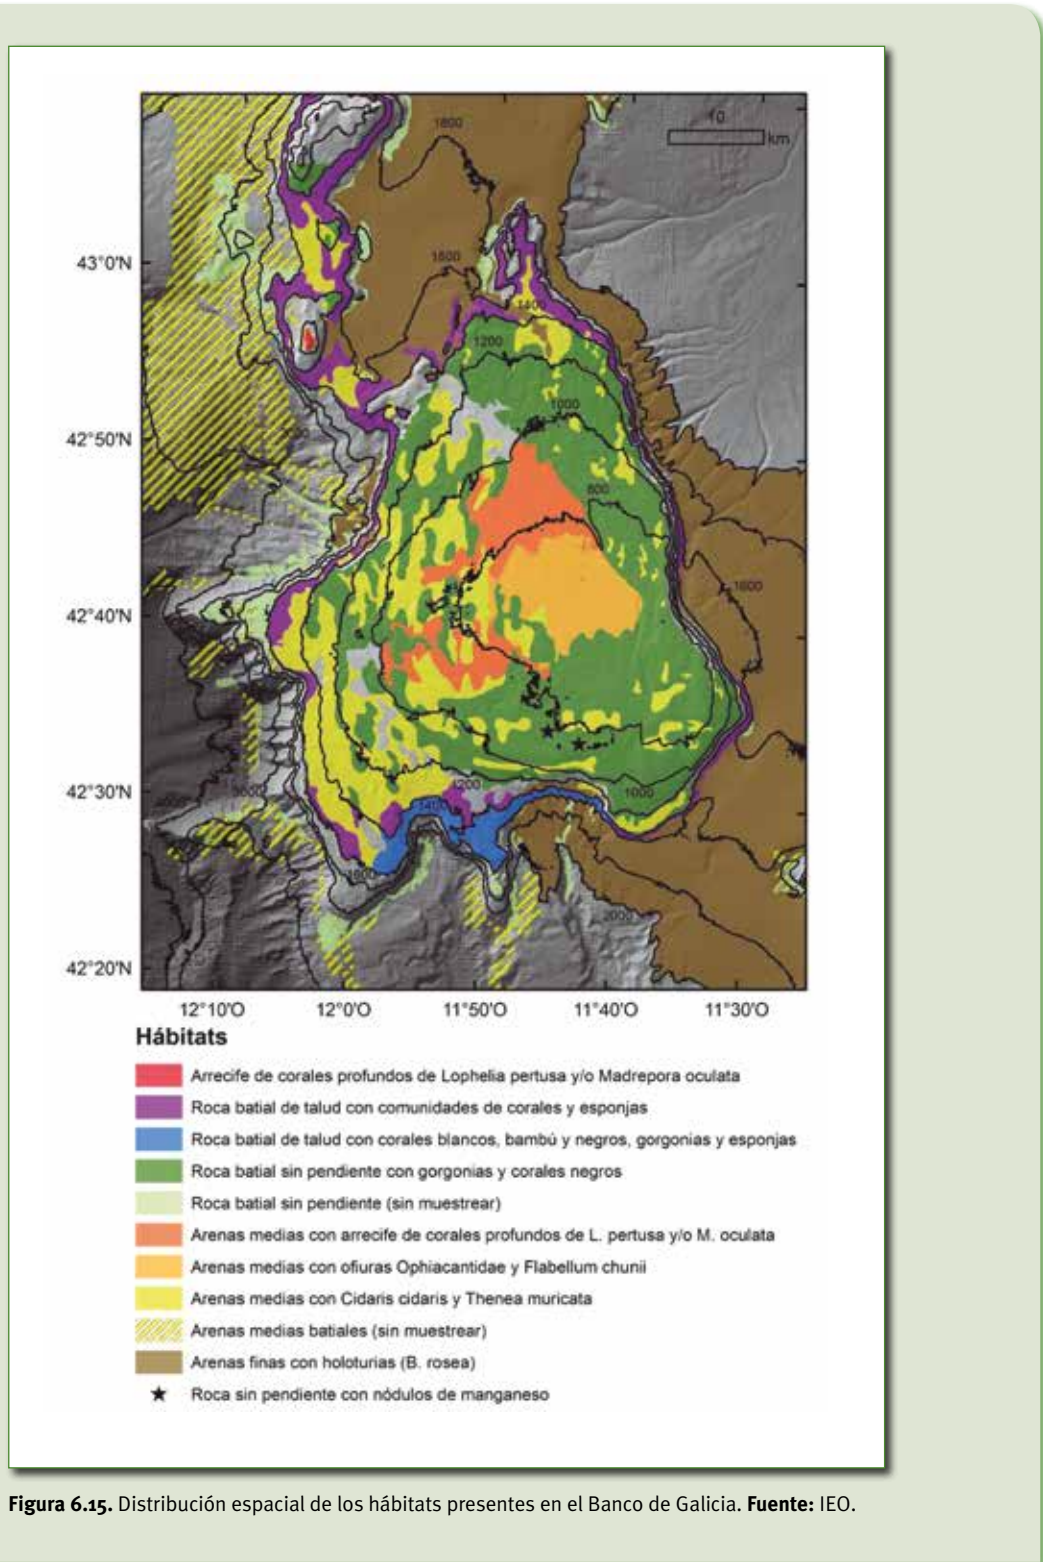 10
km
1800
1600
1400
1200
1000
800
1600
1200
1400
1000
3000
2000
43°0'N
42°50'N
42°40'N
42°30'N
42°20'N
12°10'O 12°0'O 11°50'O 11°40'O 11°30'O
Hábitats
Arrecife de corales profundos de Lophelia pertusa y/o Madrepora oculata
Roca batial de talud con comunidades de corales y esponjas
Roca batial de talud con corales blancos, bambú y negros, gorgonias y esponjas
Roca batial sin pendiente con gorgonias y corales negros
Roca batial sin pendiente (sin muestrear)
Arenas medias con arrecife de corales profundos de L. pertusa y/o M. oculata
Arenas medias con ofiuras Ophiacantidae y Flabellum chunii
Arenas medias con Cidaris cidaris y Thenea muricata
Arenas medias batiales (sin muestrear)
Arenas finas con holoturias (B. rosea)
Roca sin pendiente con nódulos de manganeso
Figura 6.15. Distribución espacial de los hábitats presentes en el Banco de Galicia. Fuente: IEO.